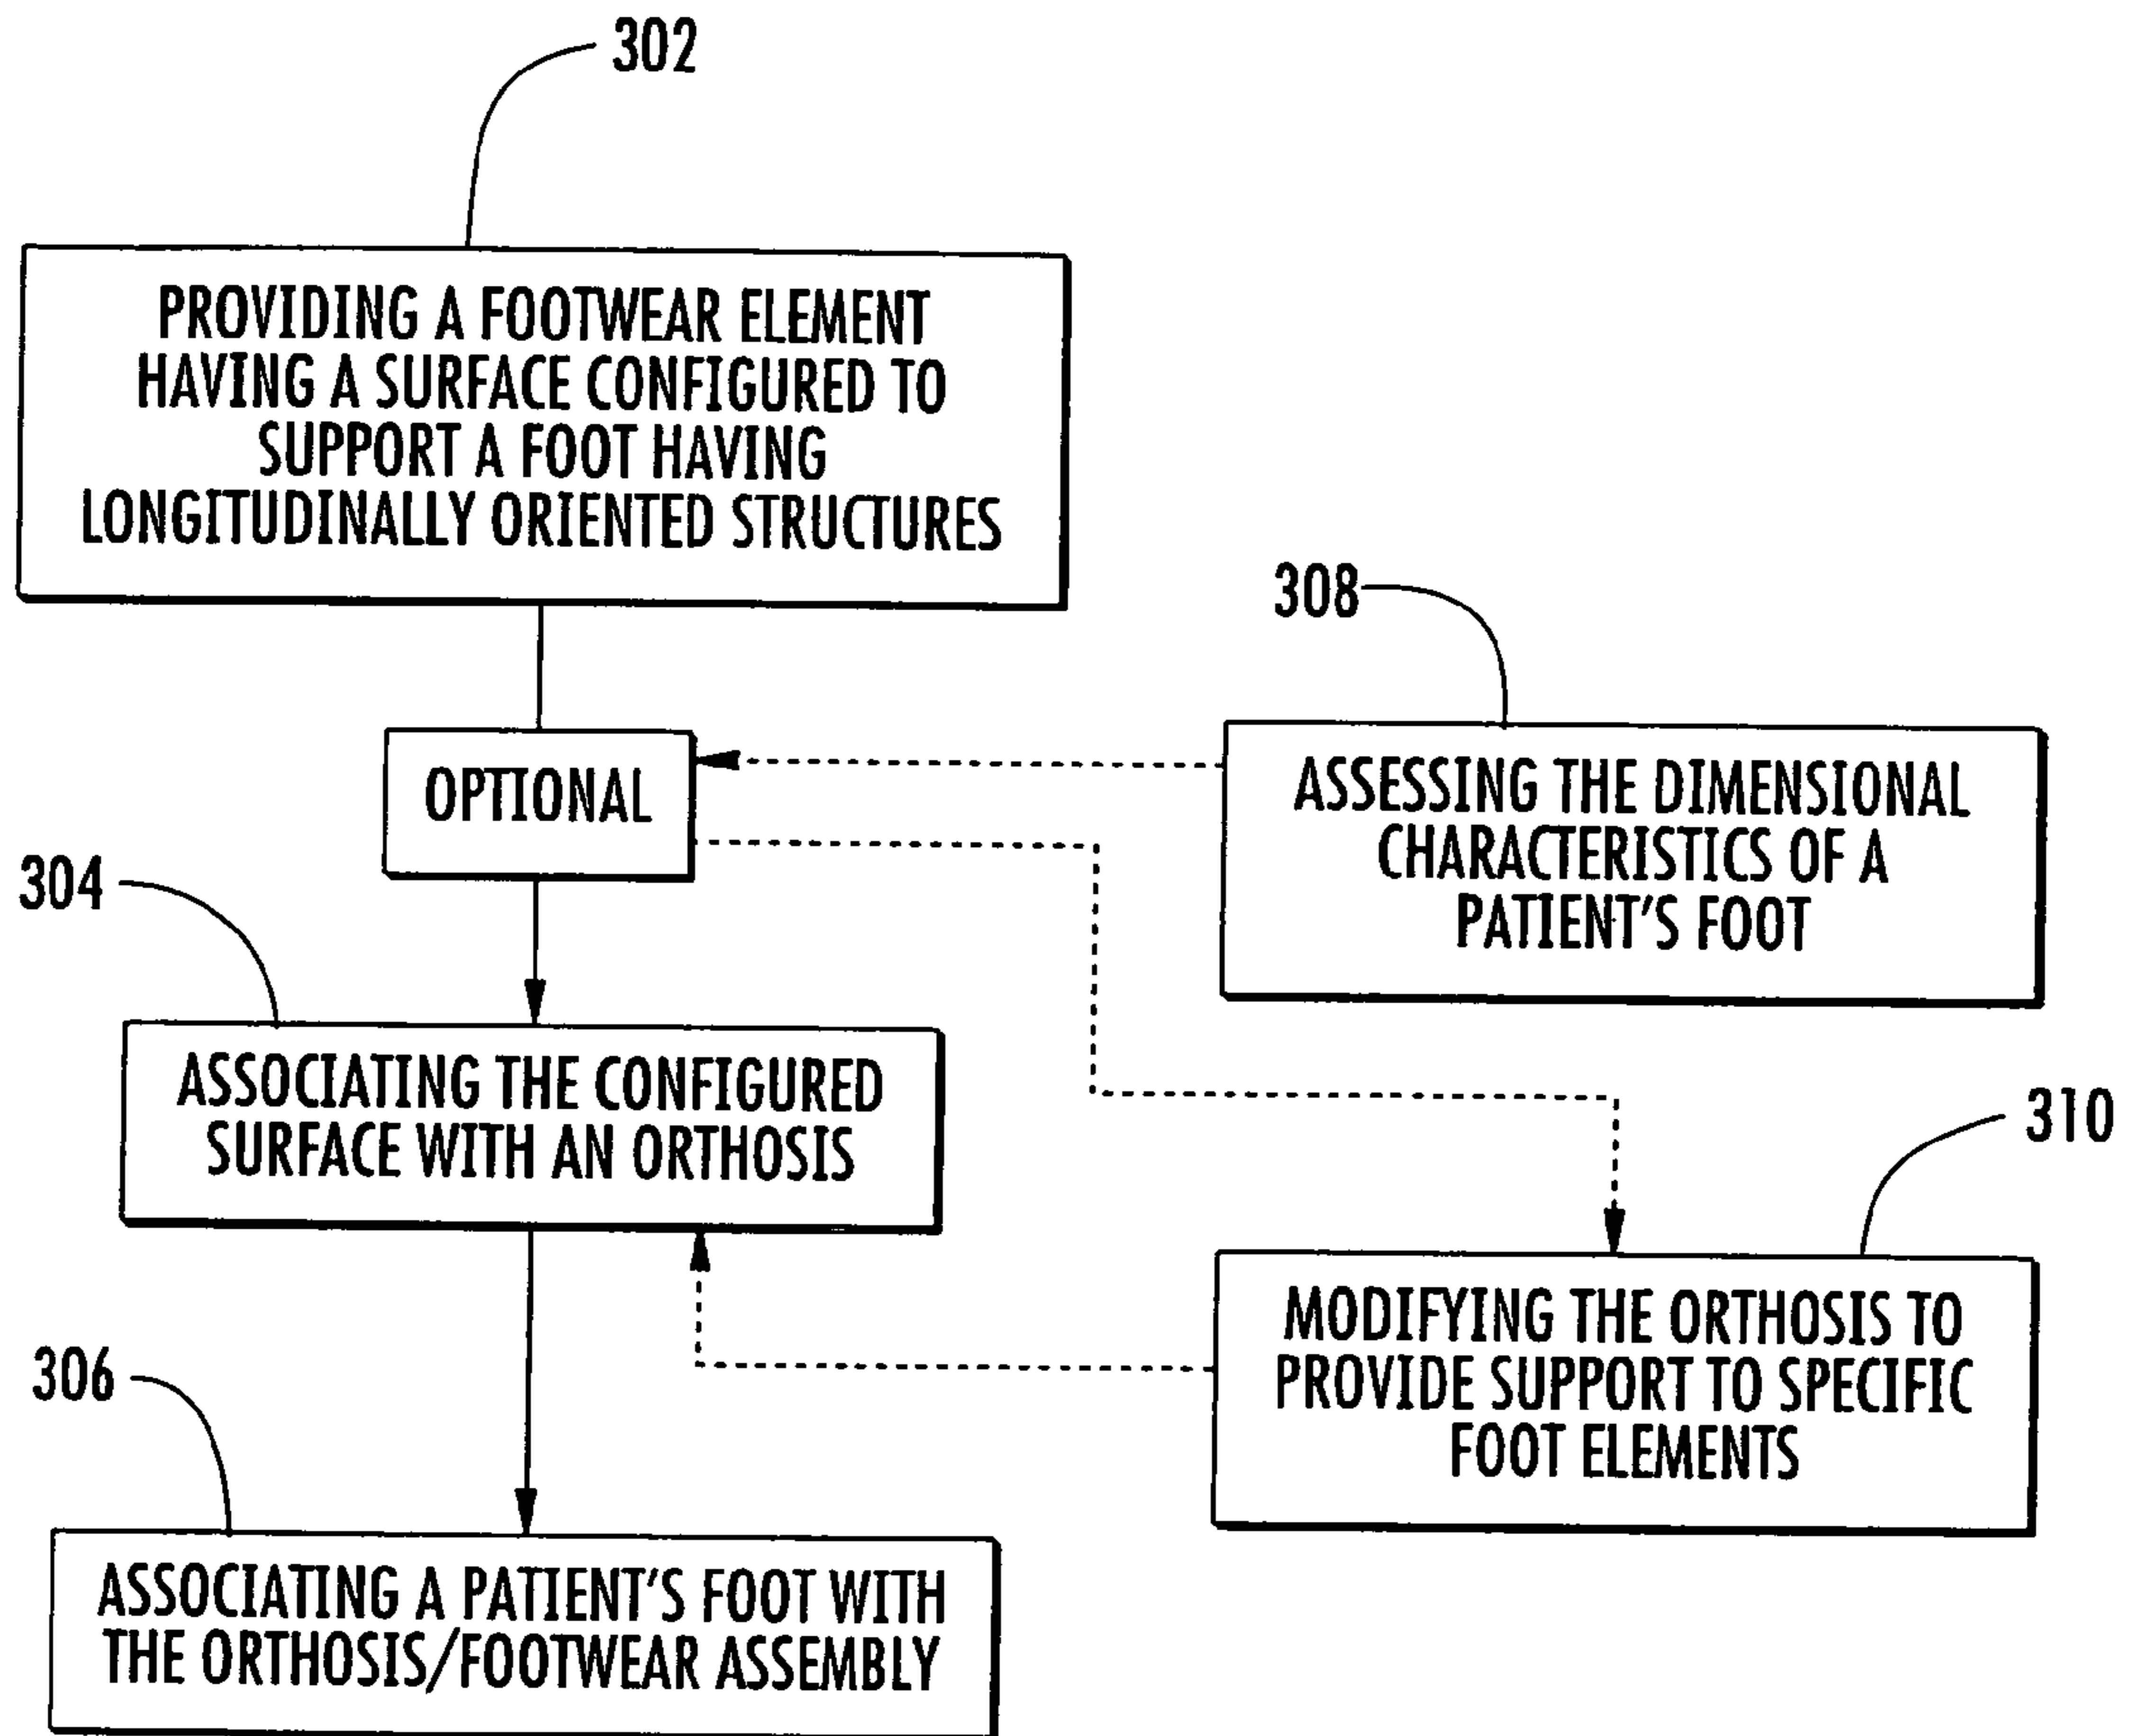 302
PROVIDING A FOOTWEAR ELEMENT
HAVING A SURFACE CONFIGURED TO
SUPPORT A FOOT HAVING
LONGITUDINALLY ORIENTED STRUCTURES
308
OPTIONAL
ASSESSING THE DIMENSIONAL
CHARACTERISTICS OF A
PATIENT'S FOOT
304
ASSOCIATING THE CONFIGURED
SURFACE WITH AN ORTHOSIS
310
MODIFYING THE ORTHOSIS TO
PROVIDE SUPPORT TO SPECIFIC
FOOT ELEMENTS
306
ASSOCIATING A PATIENT'S FOOT WITH
THE ORTHOSIS/FOOTWEAR ASSEMBLY